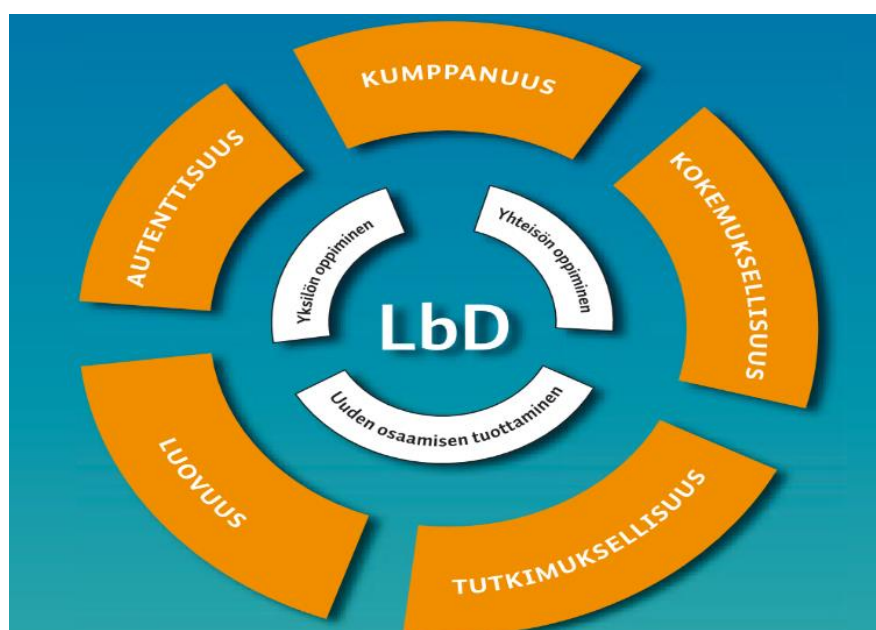 KUMPPANUUS
AUTENTTISUUS
KOKEMUKSELLISUUS
Yksilön oppiminen
Yhteisön oppiminen
LbD
Uuden osaamisen tuottaminen
LUOVUUS
TUTKIMUKSELLISUUS